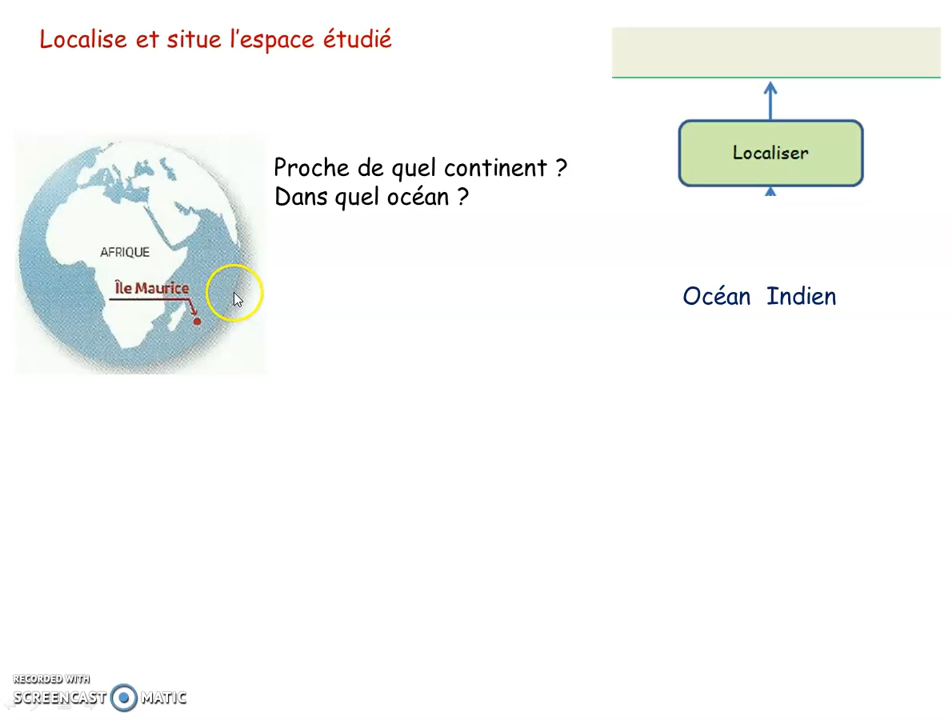 Localise et situe l'espace étudié
Localiser
Proche de quel continent ?
Dans quel océan ?
AFRIQUE
Île Maurice
Océan Indien
RECORDED WITH
SCREENCAST MATIC